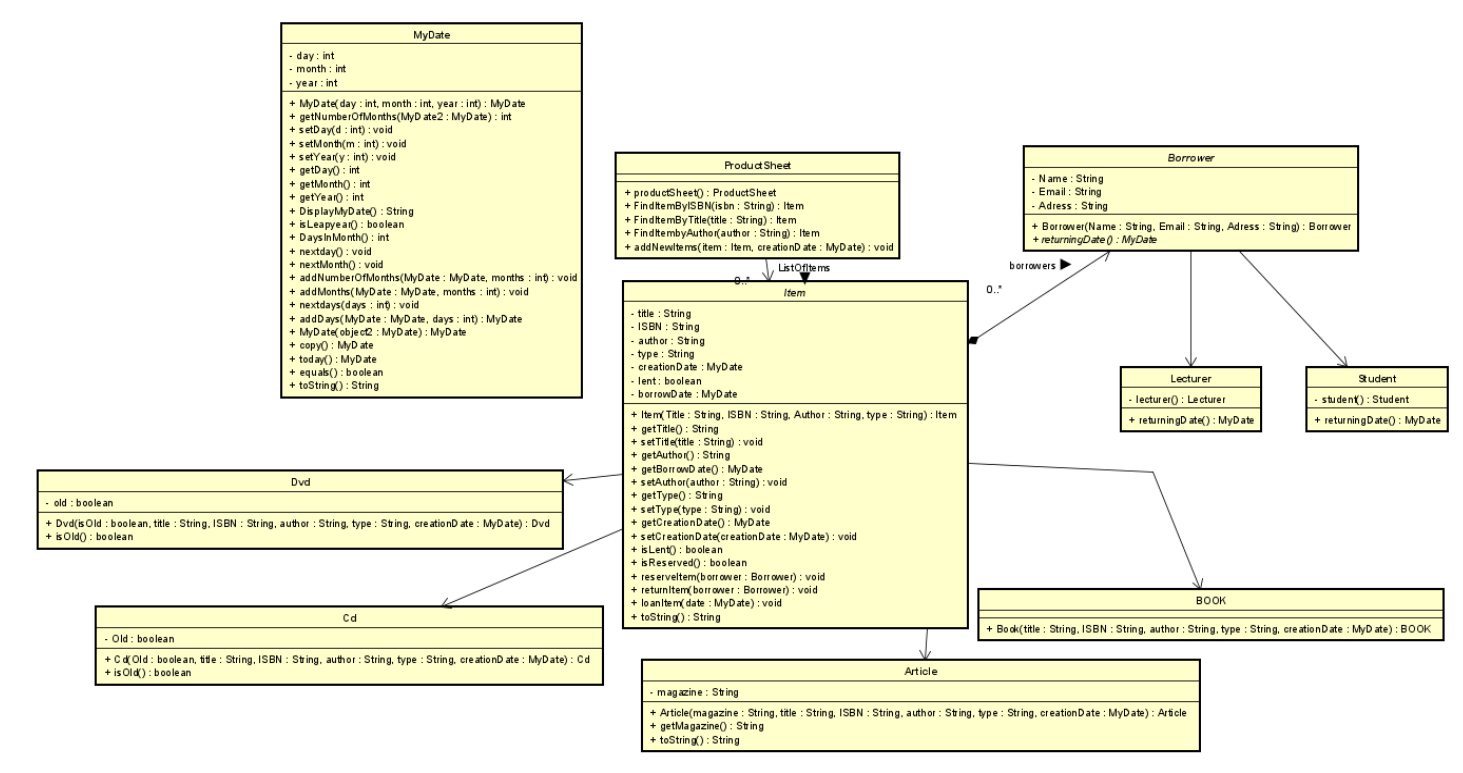 MyDate
- day : int
- month : int
- year : int
+ MyDate(day : int, month : int, year : int) : MyDate
+ getNumberOfMonths(MyDate2 : MyDate) : int
+ setDay(d : int) : void
+ setMonth(m : int) : void
+ setYear(y : int) : void
+ getDay() : int
+ getMonth() : int
+ getYear() : int
+ DisplayMyDate() : String
+ isLeapyear() : boolean
+ DaysInMonth() : int
+ nextday() : void
+ nextMonth() : void
+ addNumberOfMonths(MyDate : MyDate, months : int) : void
+ addMonths(MyDate : MyDate, months : int) : void
+ nextdays(days : int) : void
+ addDays(MyDate : MyDate, days : int) : MyDate
+ MyDate(object2 : MyDate) : MyDate
+ copy() : MyDate
+ today() : MyDate
+ equals() : boolean
+ toString() : String
ProductSheet
+ productSheet() : ProductSheet
+ FindItemByISBN(isbn : String) : Item
+ FindItemByTitle(title : String) : Item
+ FindItembyAuthor(author : String) : Item
+ addNewItems(item : Item, creationDate : MyDate) : void
ListOfItems
0..*
Borrower
- Name : String
- Email : String
- Adress : String
+ Borrower(Name : String, Email : String, Adress : String) : Borrower
+ returningDate() : MyDate
borrowers
0..*
Item
- title : String
- ISBN : String
- author : String
- type : String
- creationDate : MyDate
- lent : boolean
- borrowDate : MyDate
+ Item(Title : String, ISBN : String, Author : String, type : String) : Item
+ getTitle() : String
+ setTitle(title : String) : void
+ getAuthor() : String
+ getBorrowDate() : MyDate
+ setAuthor(author : String) : void
+ getType() : String
+ setType(type : String) : void
+ getCreationDate() : MyDate
+ setCreationDate(creationDate : MyDate) : void
+ isLent() : boolean
+ isReserved() : boolean
+ reserveItem(borrower : Borrower) : void
+ returnItem(borrower : Borrower) : void
+ loanItem(date : MyDate) : void
+ toString() : String
Lecturer
- lecturer() : Lecturer
+ returningDate() : MyDate
Student
- student() : Student
+ returningDate() : MyDate
Dvd
- old : boolean
+ Dvd(isOld : boolean, title : String, ISBN : String, author : String, type : String, creationDate : MyDate) : Dvd
+ isOld() : boolean
Cd
- Old : boolean
+ Cd(Old : boolean, title : String, ISBN : String, author : String, type : String, creationDate : MyDate) : Cd
+ isOld() : boolean
BOOK
+ Book(title : String, ISBN : String, author : String, type : String, creationDate : MyDate) : BOOK
Article
- magazine : String
+ Article(magazine : String, title : String, ISBN : String, author : String, type : String, creationDate : MyDate) : Article
+ getMagazine() : String
+ toString() : String